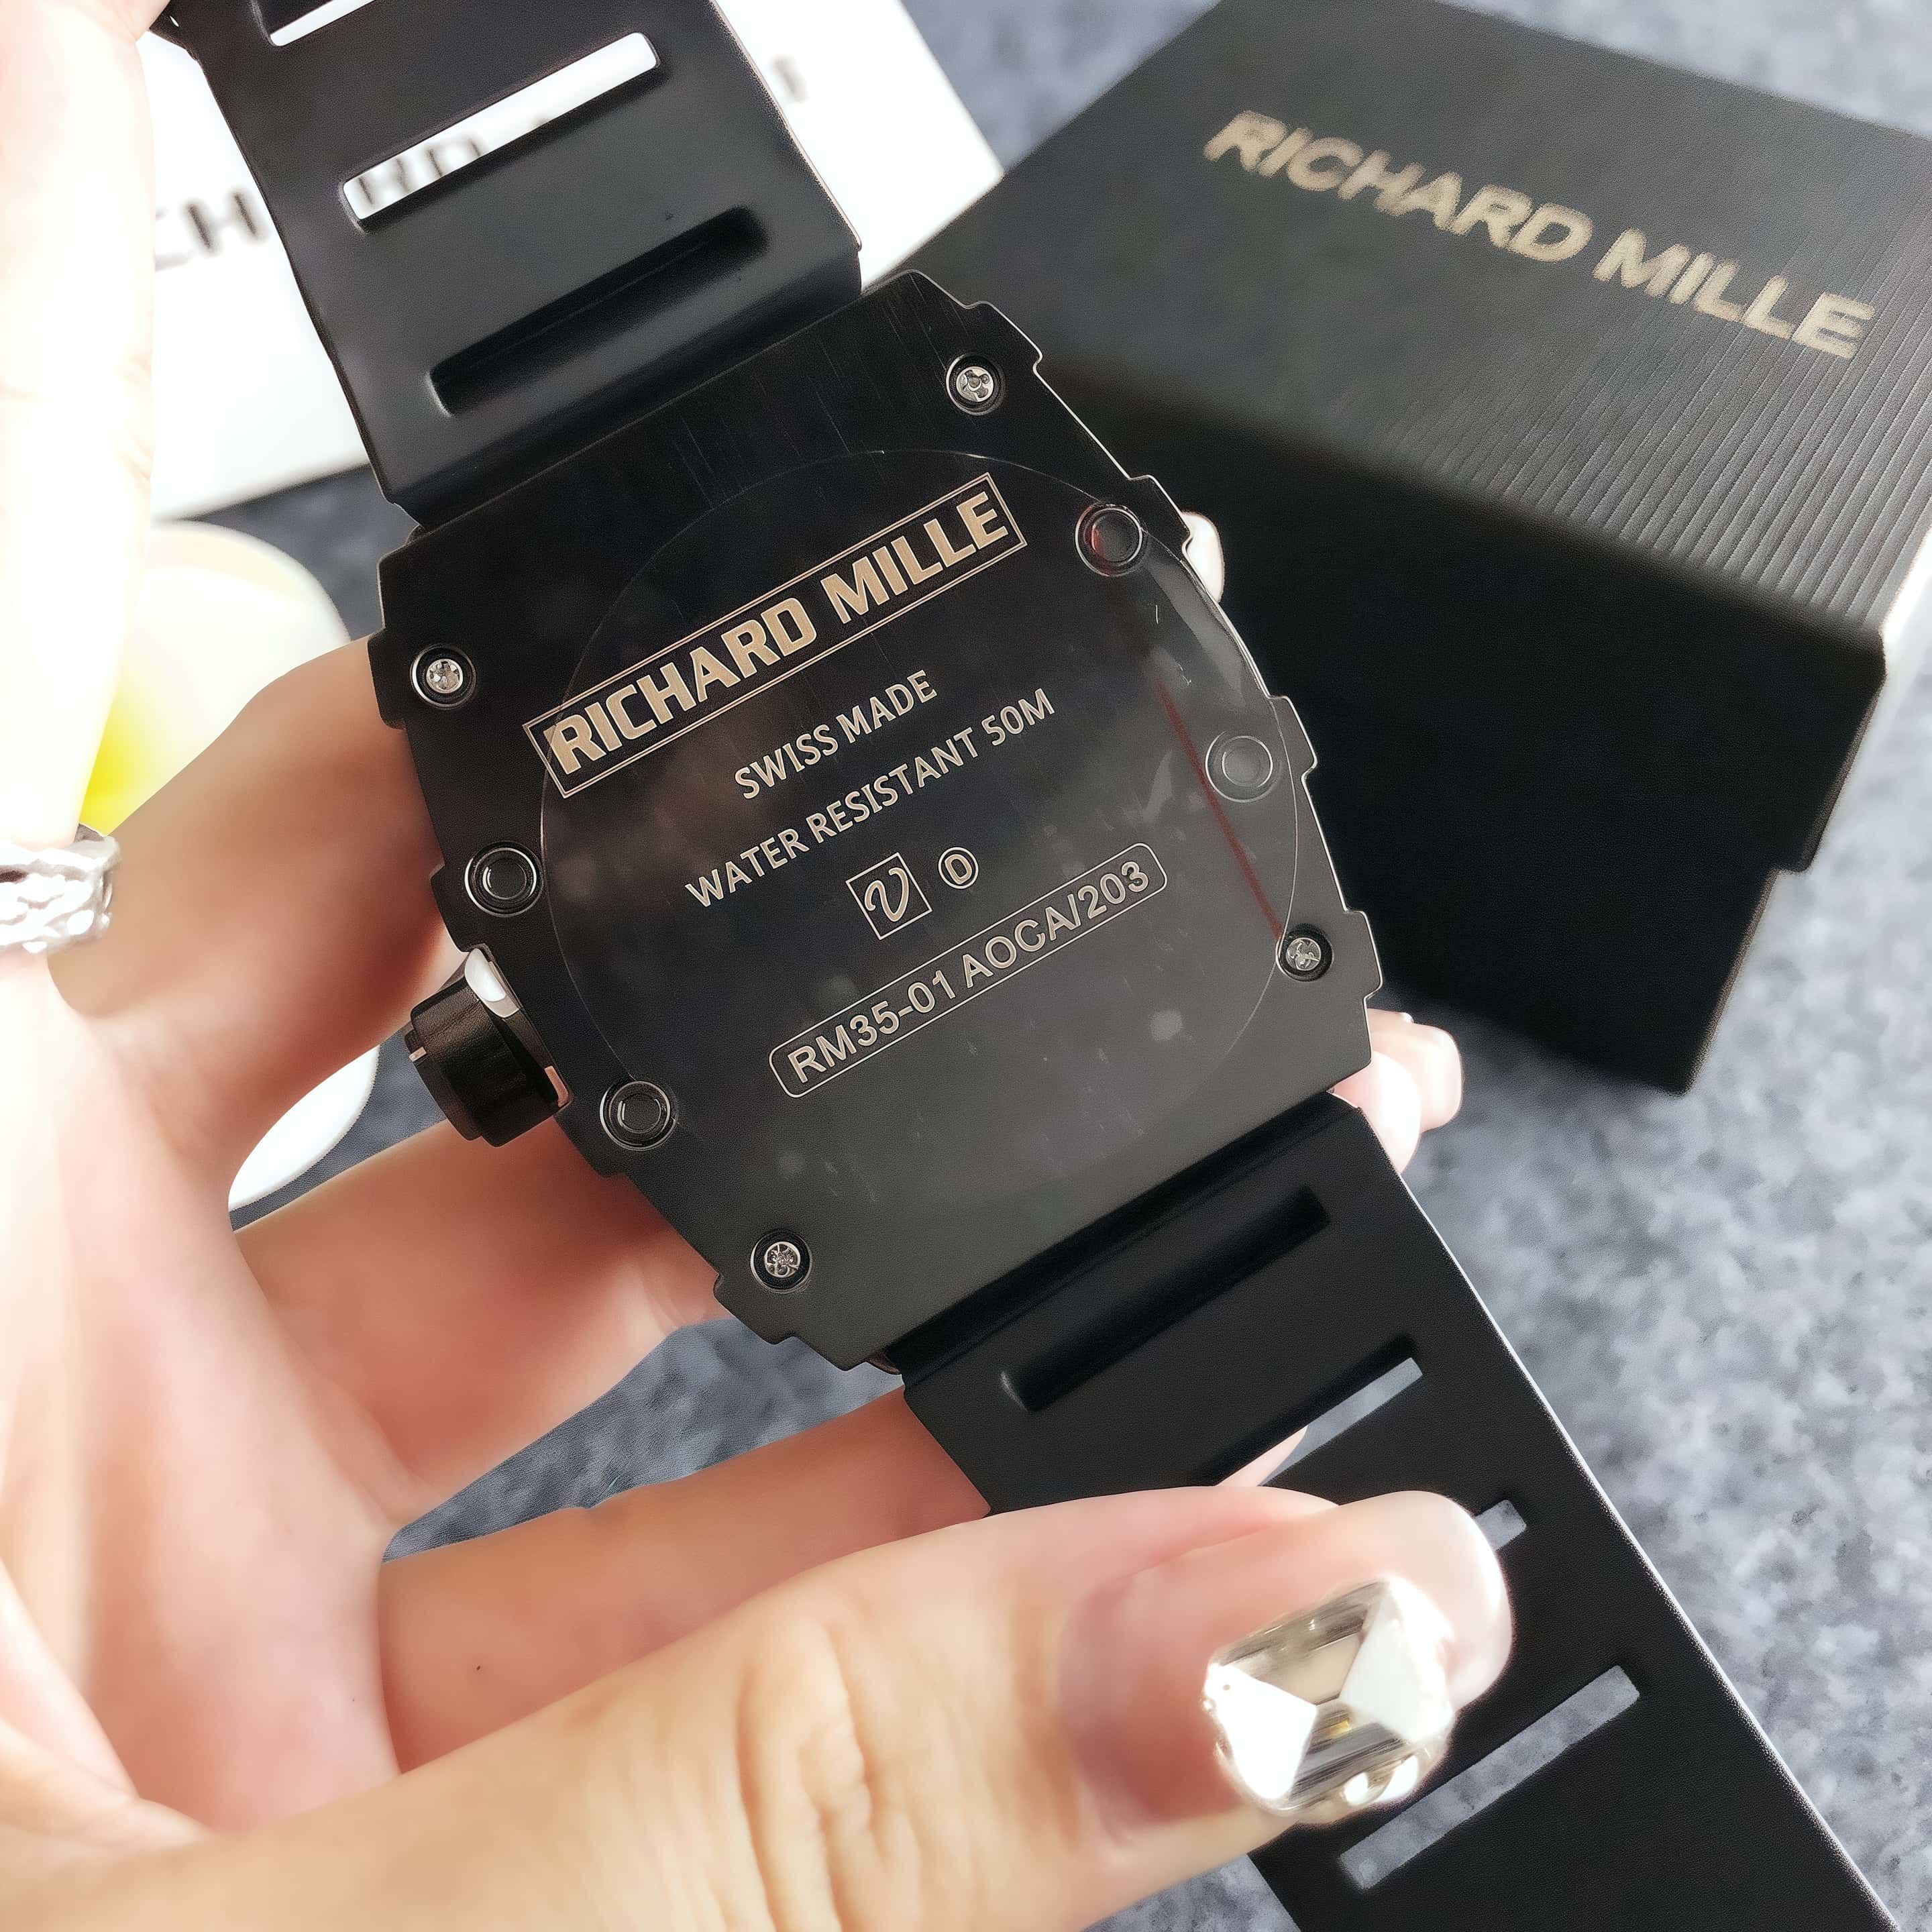 RICHARD MILLE
RICHARD MILLE
SWISS MADE
WATER RESISTANT 50M
V D
RM35-01 AOCA/203